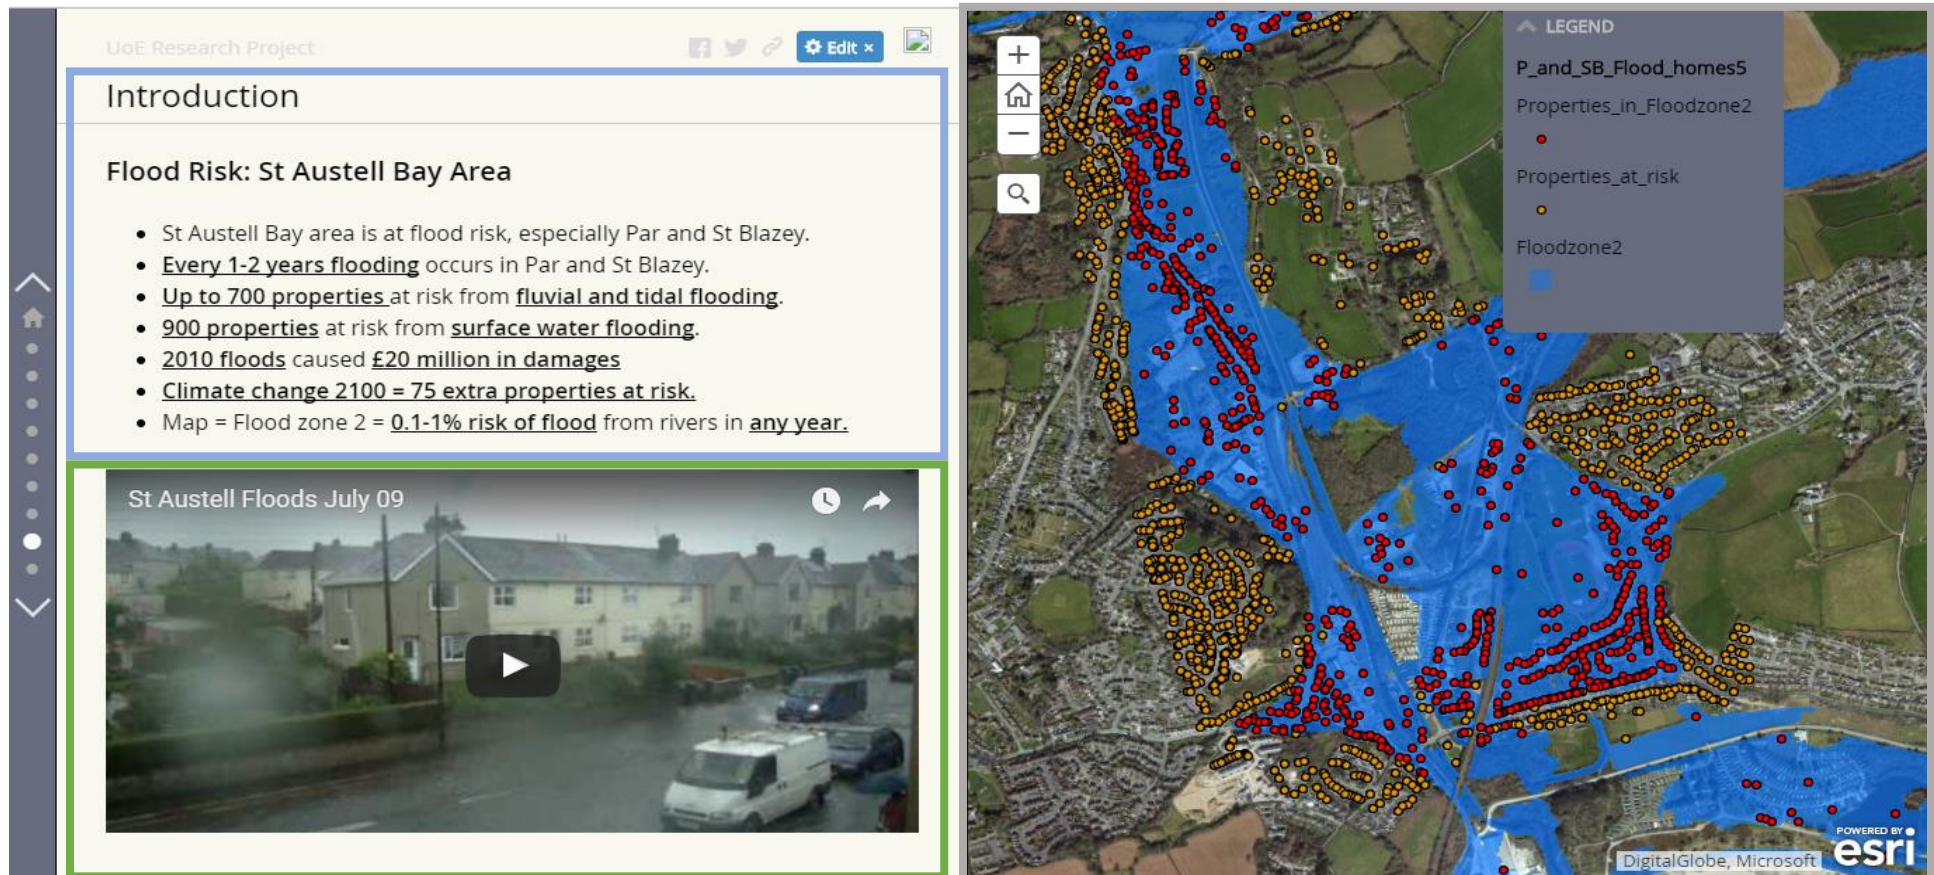 UoE Research Project
Edit ×
Introduction
Flood Risk: St Austell Bay Area
St Austell Bay area is at flood risk, especially Par and St Blazey.
Every 1-2 years flooding occurs in Par and St Blazey.
Up to 700 properties at risk from fluvial and tidal flooding.
900 properties at risk from surface water flooding.
2010 floods caused £20 million in damages
Climate change 2100 = 75 extra properties at risk.
Map = Flood zone 2 = 0.1-1% risk of flood from rivers in any year.
St Austell Floods July 09
LEGEND
P_and_SB_Flood_homes5
Properties_in_Floodzone2
Properties_at_risk
Floodzone2
POWERED BY
esri
DigitalGlobe, Microsoft